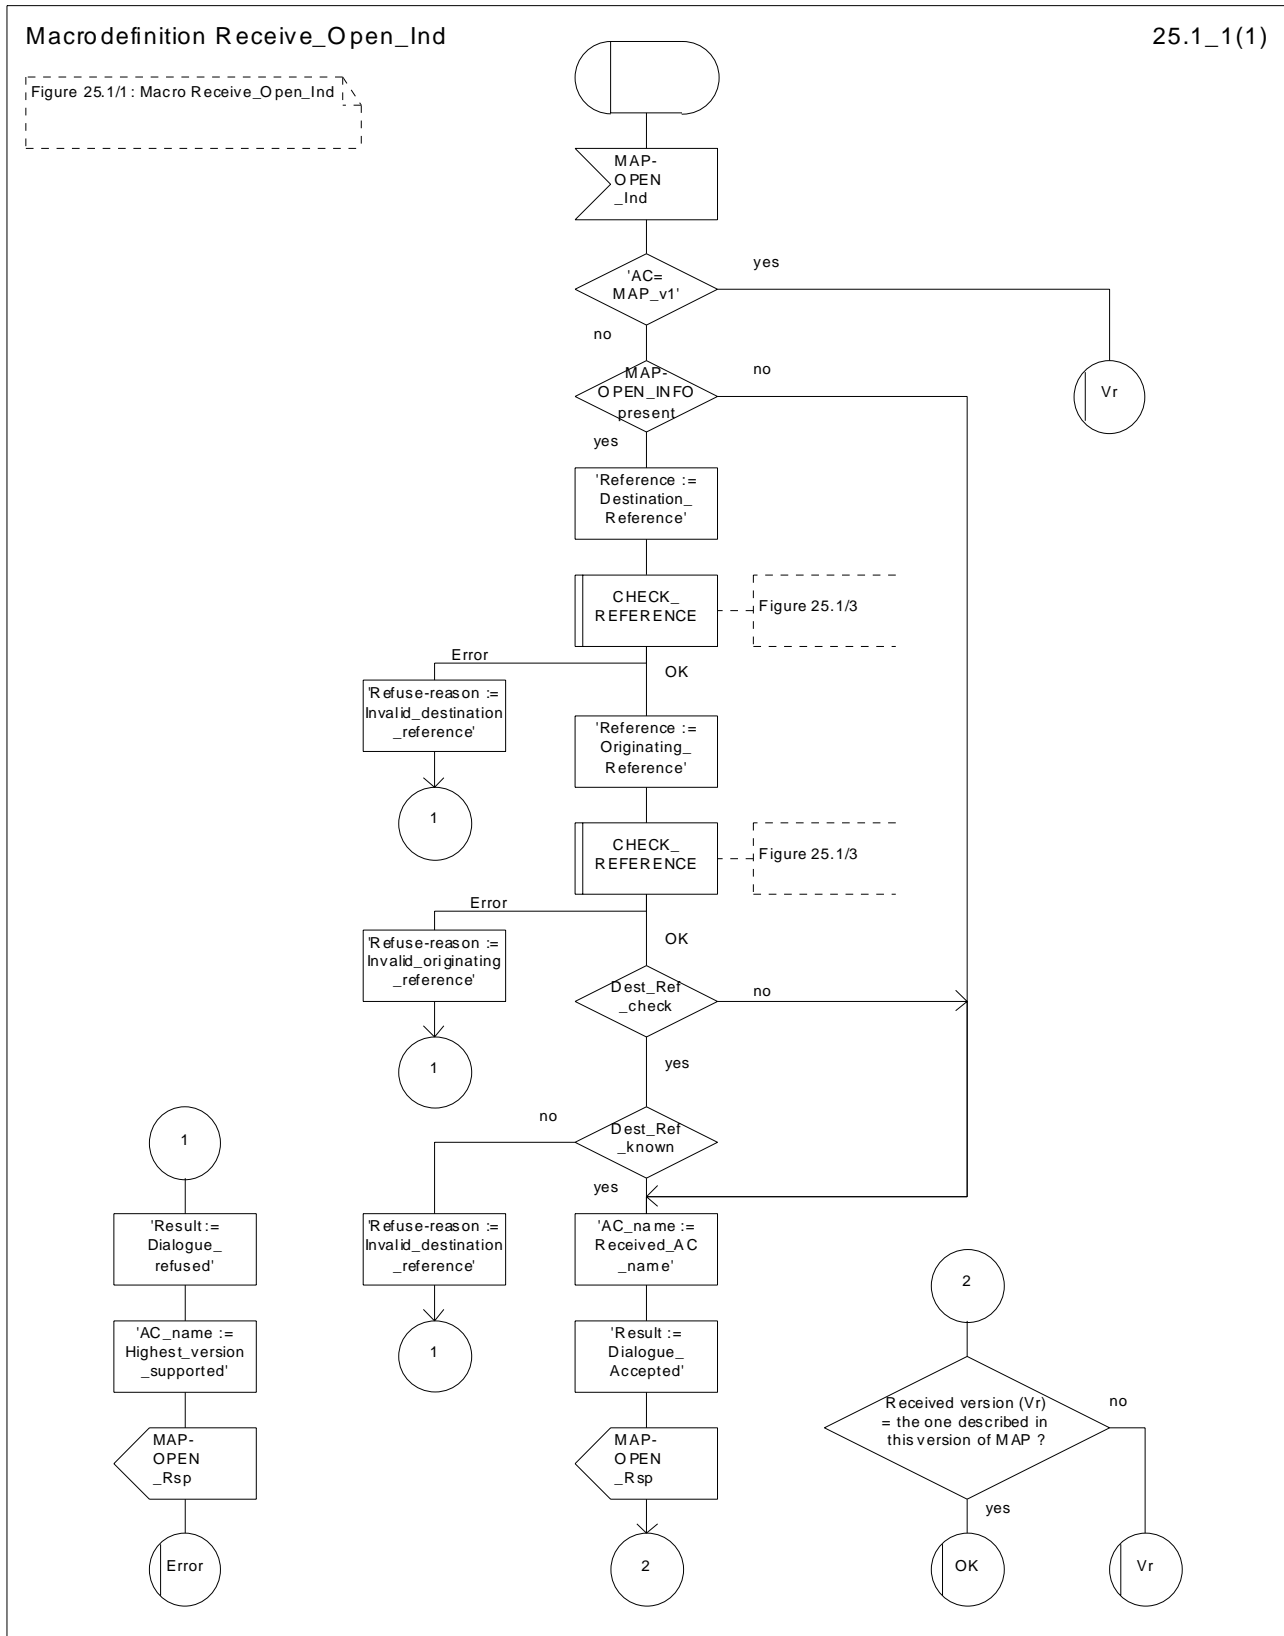 Macrodefinition Receive_Open_Ind
25.1_1(1)
Figure 25.1/1: Macro Receive_Open_Ind
MAP-
OPEN
_Ind
'AC=
MAP_v1'
yes
no
Vr
MAP-
OPEN_INFO
present
no
yes
'Reference :=
Destination_
Reference'
CHECK_
REFERENCE
Figure 25.1/3
Error
OK
'Refuse-reason :=
Invalid_destination
_reference'
1
'Reference :=
Originating_
Reference'
CHECK_
REFERENCE
Figure 25.1/3
Error
OK
'Refuse-reason :=
Invalid_originating
_reference'
1
Dest_Ref
_check
no
yes
Dest_Ref
_known
no
yes
'Refuse-reason :=
Invalid_destination
_reference'
1
'AC_name :=
Received_AC
_name'
'Result :=
Dialogue_
Accepted'
MAP-
OPEN
_Rsp
2
1
'Result :=
Dialogue_
refused'
'AC_name :=
Highest_version
_supported'
MAP-
OPEN
_Rsp
Error
2
Received version (Vr)
= the one described in
this version of MAP ?
no
yes
OK
Vr